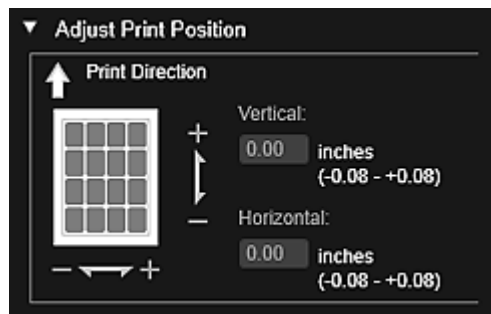 Adjust Print Position
Print Direction
Vertical:
+
0.00 inches
(-0.08 - +0.08)
–
Horizontal:
0.00 inches
– +
(-0.08 - +0.08)